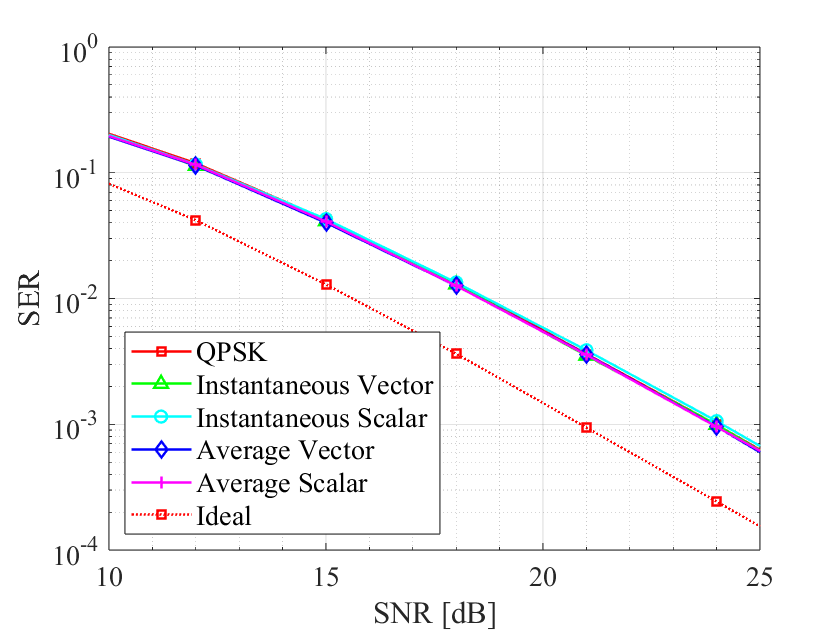 10^0
10^-1
10^-2
10^-3
10^-4
SER
QPSK
Instantaneous Vector
Instantaneous Scalar
Average Vector
Average Scalar
Ideal
10 15 20 25
SNR [dB]